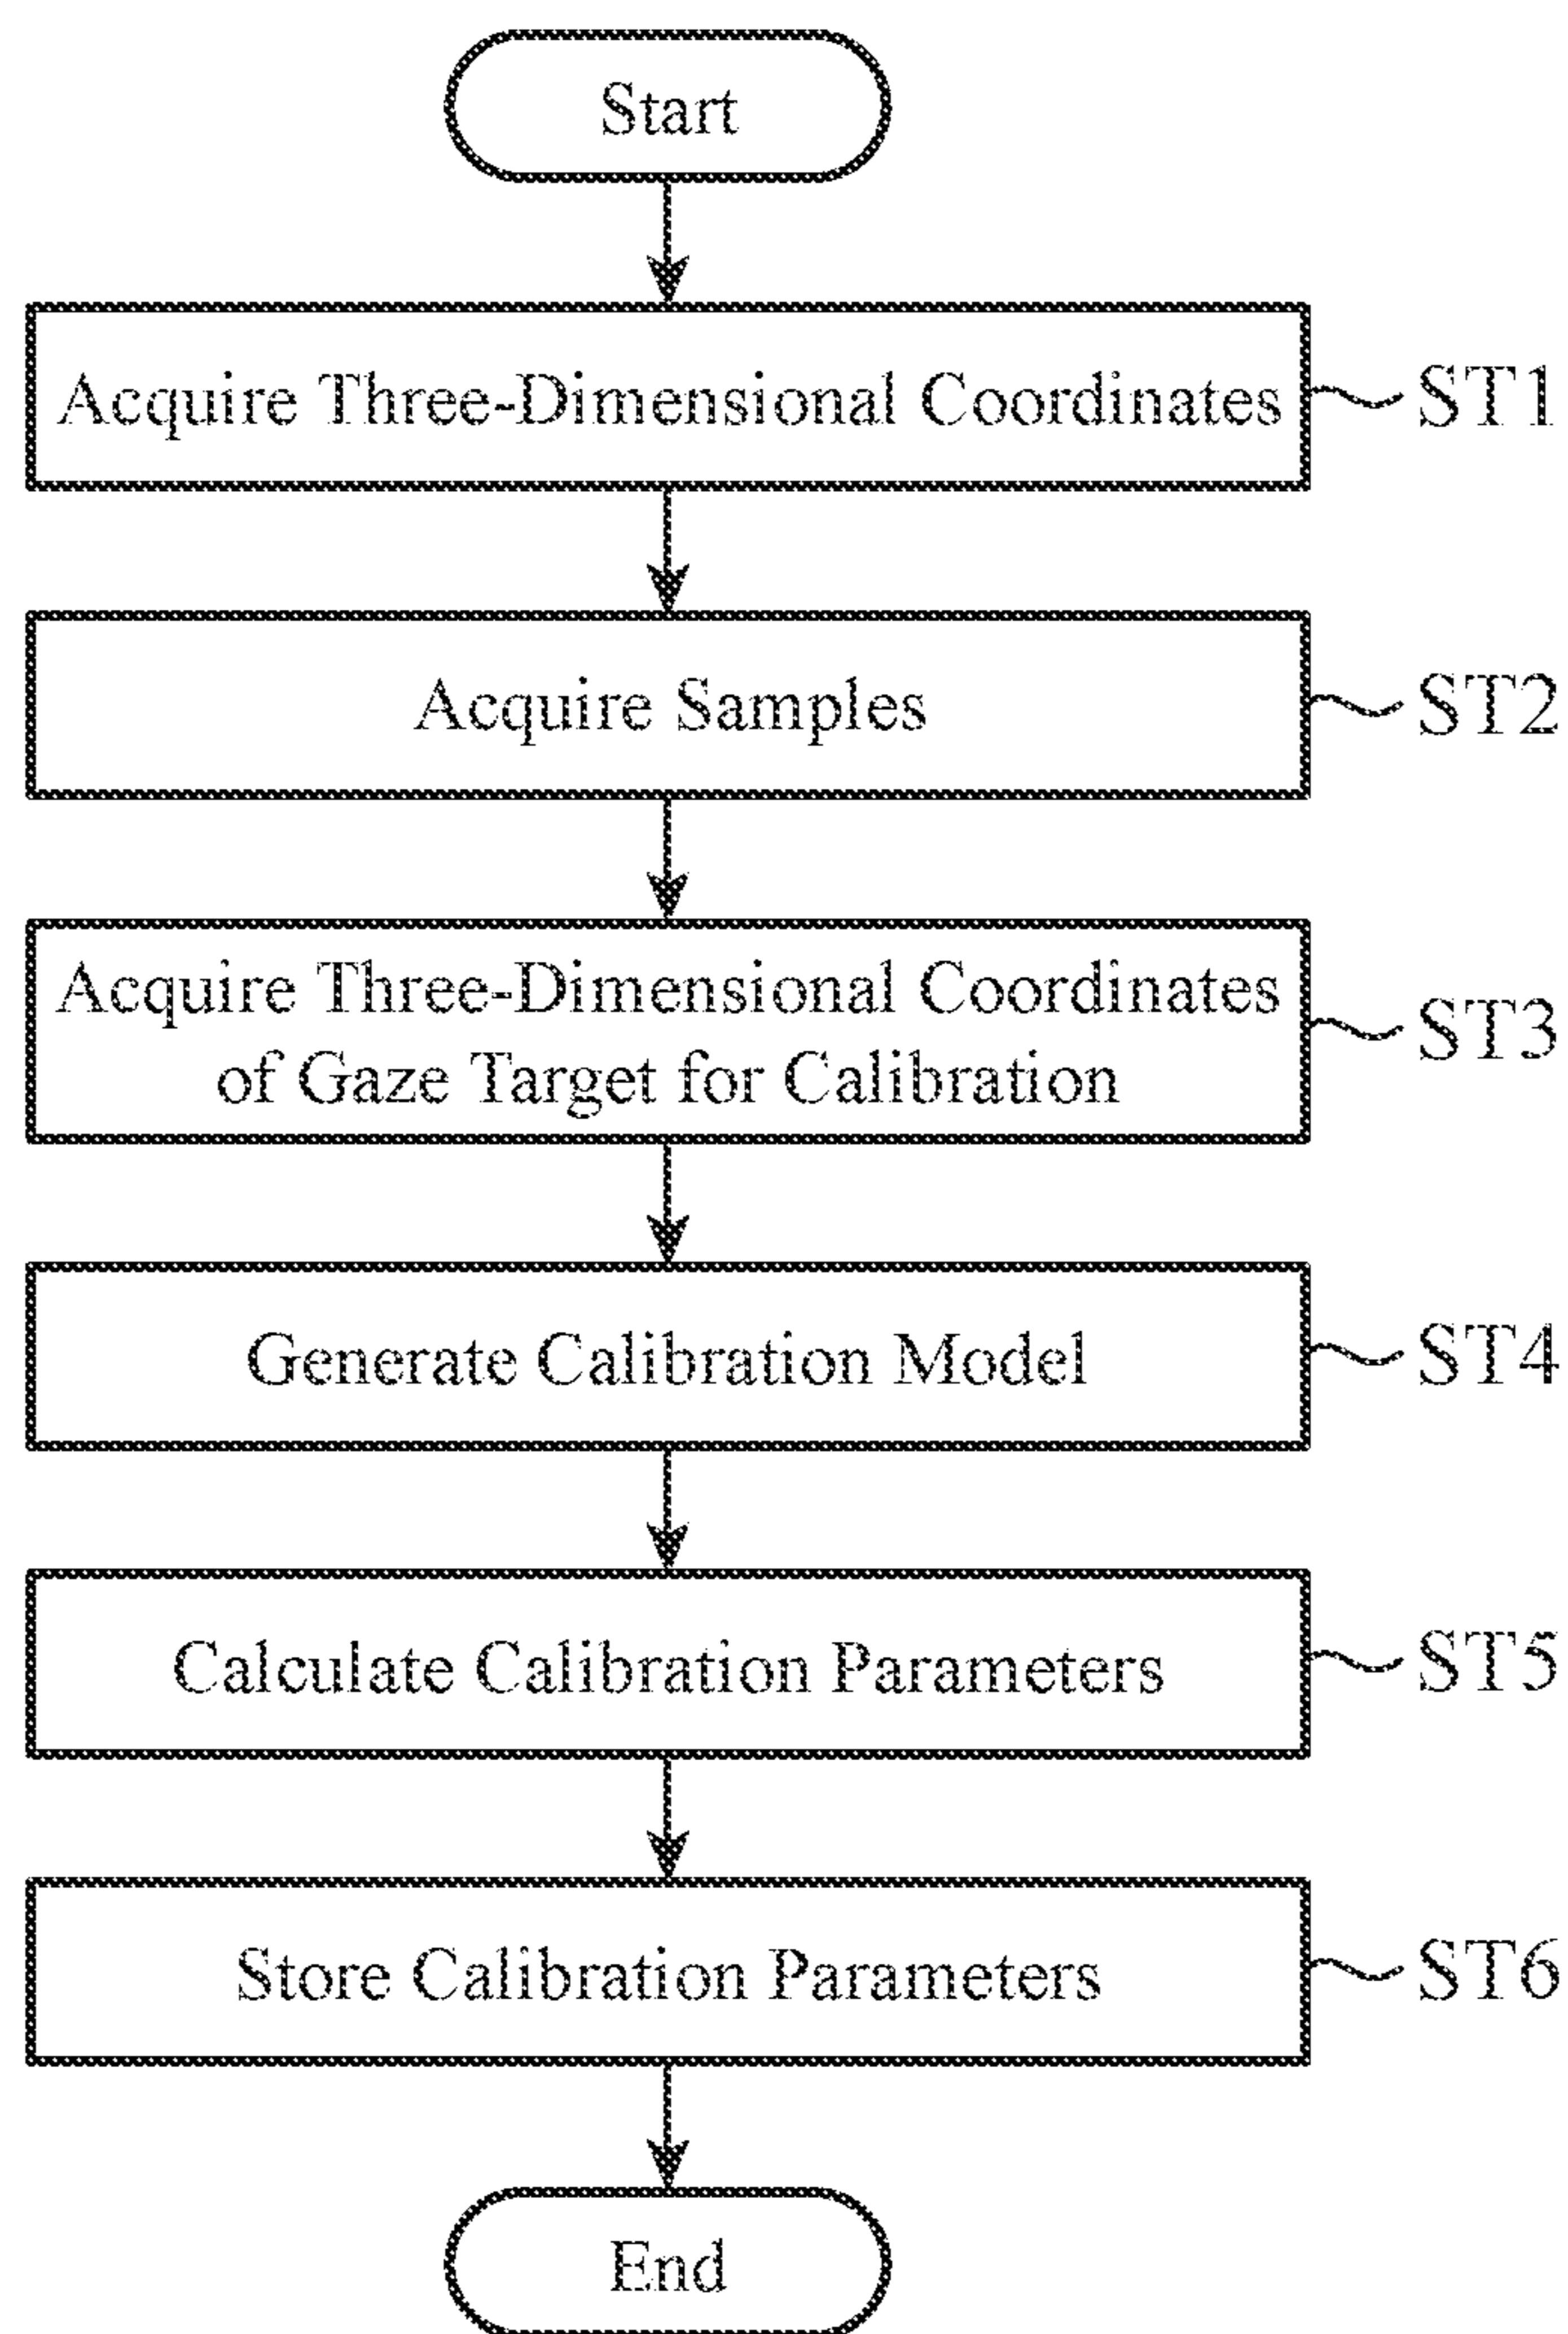 Start
Acquire Three-Dimensional Coordinates
ST1
Acquire Samples
ST2
Acquire Three-Dimensional Coordinates
of Gaze Target for Calibration
ST3
Generate Calibration Model
ST4
Calculate Calibration Parameters
ST5
Store Calibration Parameters
ST6
End